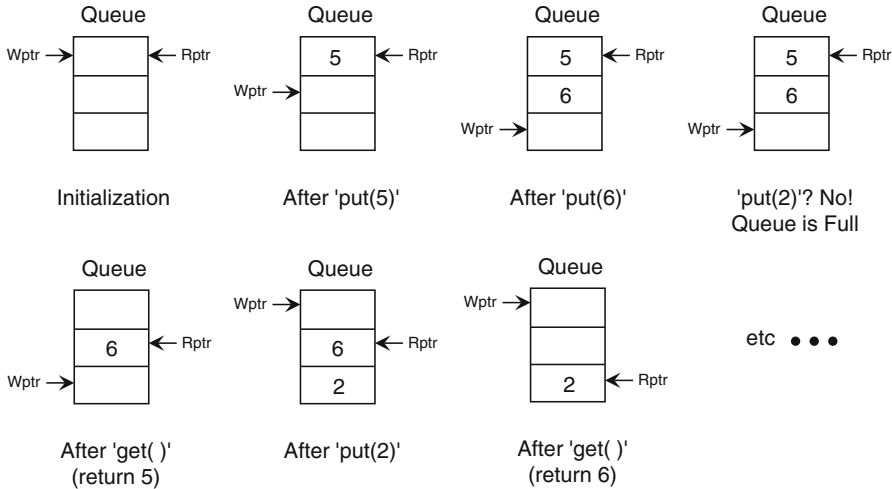 Queue Queue Queue Queue
Wptr Rptr 5 Rptr 5 Rptr 5 Rptr
Wptr 6 6
Wptr Wptr
Initialization After 'put(5)' After 'put(6)' 'put(2)'? No!
Queue is Full
Queue Queue Queue
Wptr Wptr
6 Rptr 6 Rptr etc •••
Wptr 2 2 Rptr
After 'get( )' After 'put(2)' After 'get( )'
(return 5) (return 6)